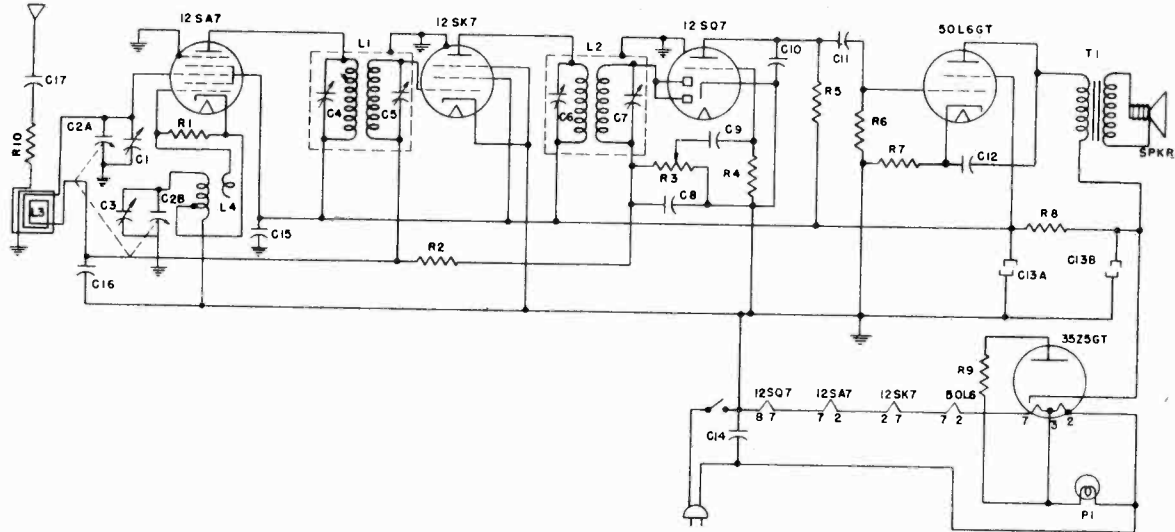 12SA7
12SK7
12SQ7
50L6GT
L1
L2
T1
C17
C10
C11
C2A
C1
R1
C4
C5
C6
C7
C9
R5
R6
R7
C12
SPKR
R10
L3
C3
C2B
L4
R3
R4
C8
C15
R2
R8
C16
C13A
C13B
35Z5GT
R9
12SQ7
12SA7
12SK7
50L6
8 7
7 2
2 7
7 2
7
3
2
C14
P1